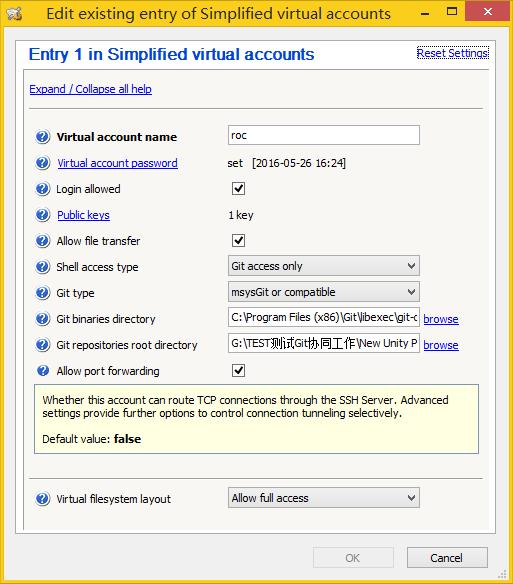 Edit existing entry of Simplified virtual accounts
Entry 1 in Simplified virtual accounts
Reset Settings
Expand / Collapse all help
Virtual account name
roc
Virtual account password
set [2016-05-26 16:24]
Login allowed
Public keys
1 key
Allow file transfer
Shell access type
Git access only
Git type
msysGit or compatible
Git binaries directory
C:\Program Files (x86)\Git\libexec\git-c
browse
Git repositories root directory
G:\TEST测试Git协同工作\New Unity P
browse
Allow port forwarding
Whether this account can route TCP connections through the SSH Server. Advanced
settings provide further options to control connection tunneling selectively.
Default value: false
Virtual filesystem layout
Allow full access
OK
Cancel